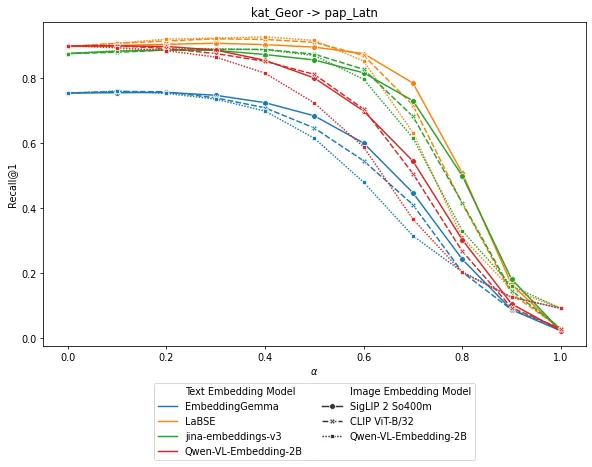 kat_Geor -> pap_Latn
Recall@1
0.8
0.6
0.4
0.2
0.0
0.0 0.2 0.4 0.6 0.8 1.0
α
Text Embedding Model
EmbeddingGemma
LaBSE
jina-embeddings-v3
Qwen-VL-Embedding-2B
Image Embedding Model
SigLIP 2 So400m
CLIP ViT-B/32
Qwen-VL-Embedding-2B